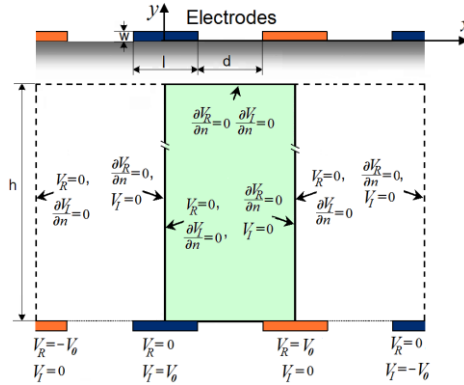 y
Electrodes
x
w
l
d
∂V_R/∂n=0 ∂V_I/∂n=0
h
V_R=0, ∂V_I/∂n=0
∂V_R/∂n=0, V_I=0
V_R=0, ∂V_I/∂n=0,
∂V_R/∂n=0 V_I=0
V_R=0, ∂V_I/∂n=0
∂V_R/∂n=0, V_I=0
V_R=-V_0 V_R=0 V_R=V_0 V_R=0
V_I=0 V_I=V_0 V_I=0 V_I=-V_0